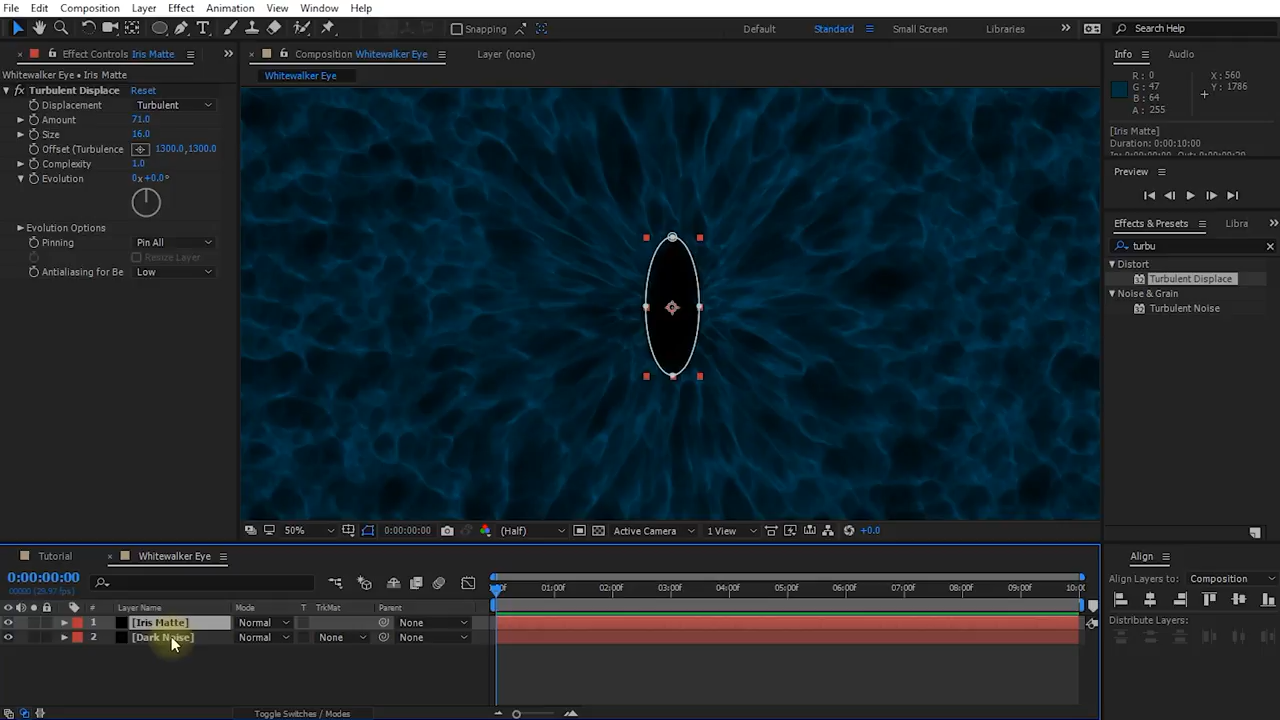 File Edit Composition Layer Effect Animation View Window Help
Snapping Default Standard Small Screen Libraries Search Help
Effect Controls Iris Matte
Composition Whitewalker Eye
Layer (none)
Info Audio
Whitewalker Eye • Iris Matte
Whitewalker Eye
fx Turbulent Displace Reset
Displacement Turbulent
Amount 71.0
Size 16.0
Offset (Turbulence 1300.0,1300.0
Complexity 1.0
Evolution 0x+0.0°
Evolution Options
Pinning Pin All
Resize Layer
Antialiasing for Be Low
R: 0
G: 47
B: 64
A: 255
X: 560
Y: 1786
[Iris Matte]
Duration: 0:00:10:00
Preview
Effects & Presets Libra
turbu
Distort
Turbulent Displace
Noise & Grain
Turbulent Noise
50% 0:00:00:00 (Half) Active Camera 1 View +0.0
Tutorial Whitewalker Eye
Align
0:00:00:00
00000 (25.97 fps)
Align Layers to: Composition
:00f 01:00f 02:00f 03:00f 04:00f 05:00f 06:00f 07:00f 08:00f 09:00f 10:00
# Layer Name Mode T TrkMat Parent
1 [Iris Matte] Normal None
2 [Dark Noise] Normal None None
Distribute Layers:
Toggle Switches / Modes